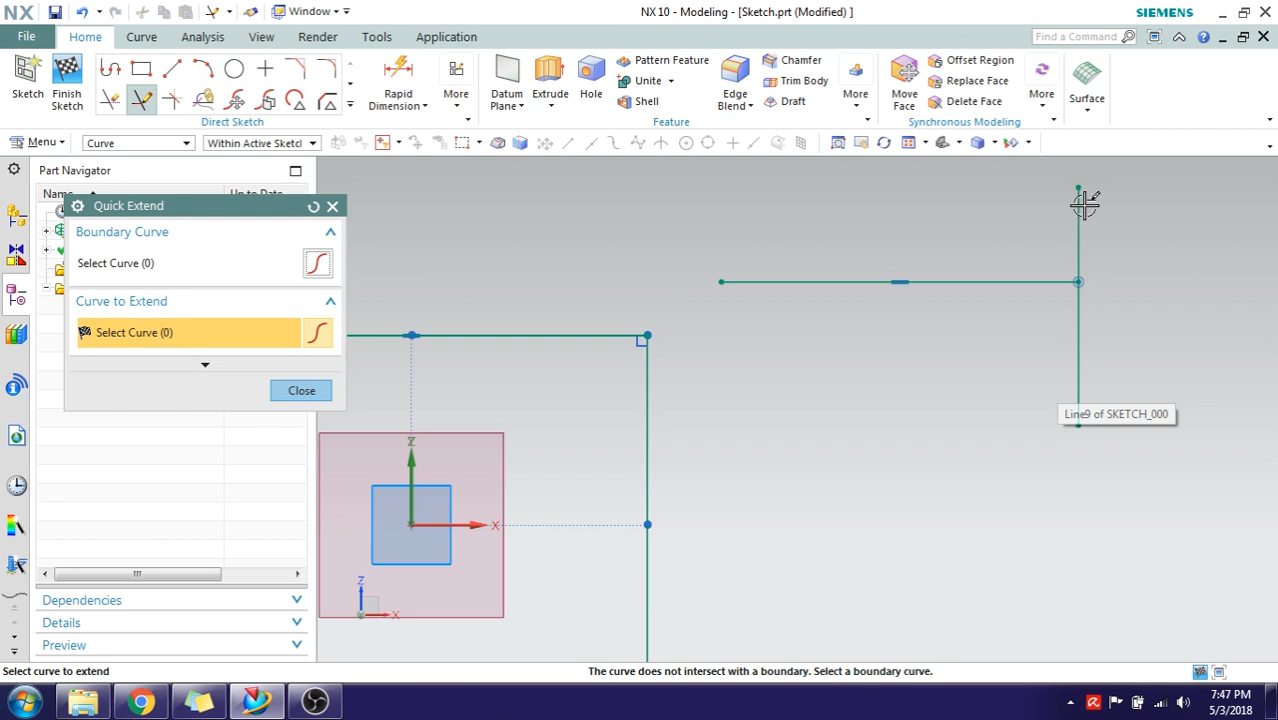 NX
Window
NX 10 - Modeling - [Sketch.prt (Modified) ]
SIEMENS
File Home Curve Analysis View Render Tools Application
Find a Command
Sketch
Finish Sketch
Direct Sketch
Rapid Dimension
More
Datum Plane
Extrude
Hole
Pattern Feature
Unite
Shell
Edge Blend
Chamfer
Trim Body
Draft
More
Feature
Move Face
Offset Region
Replace Face
Delete Face
More
Synchronous Modeling
Surface
Menu
Curve
Within Active Sketch
Part Navigator
Name
Up to Date
Quick Extend
Boundary Curve
Select Curve (0)
Curve to Extend
Select Curve (0)
Close
Line9 of SKETCH_000
Z
X
Z
X
Dependencies
Details
Preview
Select curve to extend
The curve does not intersect with a boundary. Select a boundary curve.
7:47 PM
5/3/2018